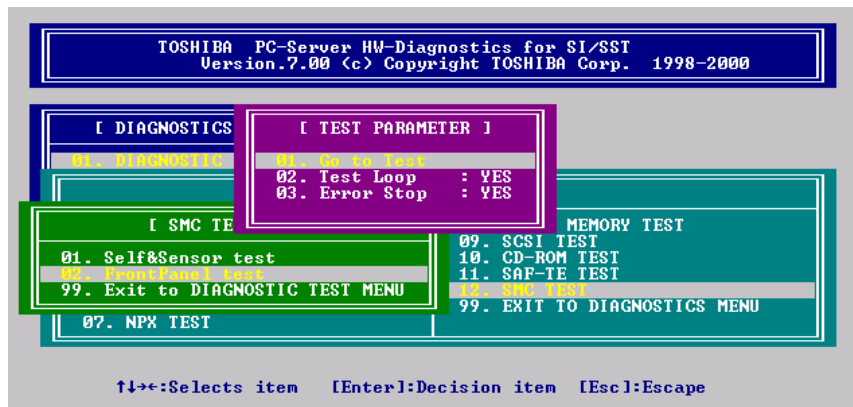 TOSHIBA PC-Server HW-Diagnostics for SI/SST
Version.7.00 (c) Copyright TOSHIBA Corp. 1998-2000
[ DIAGNOSTICS
01. DIAGNOSTIC
[ TEST PARAMETER ]
01. Go to Test
02. Test Loop : YES
03. Error Stop : YES
[ SMC TE
01. Self&Sensor test
02. FrontPanel test
99. Exit to DIAGNOSTIC TEST MENU
07. NPX TEST
MEMORY TEST
09. SCSI TEST
10. CD-ROM TEST
11. SAF-TE TEST
12. SMC TEST
99. EXIT TO DIAGNOSTICS MENU
↑↓→←:Selects item [Enter]:Decision item [Esc]:Escape